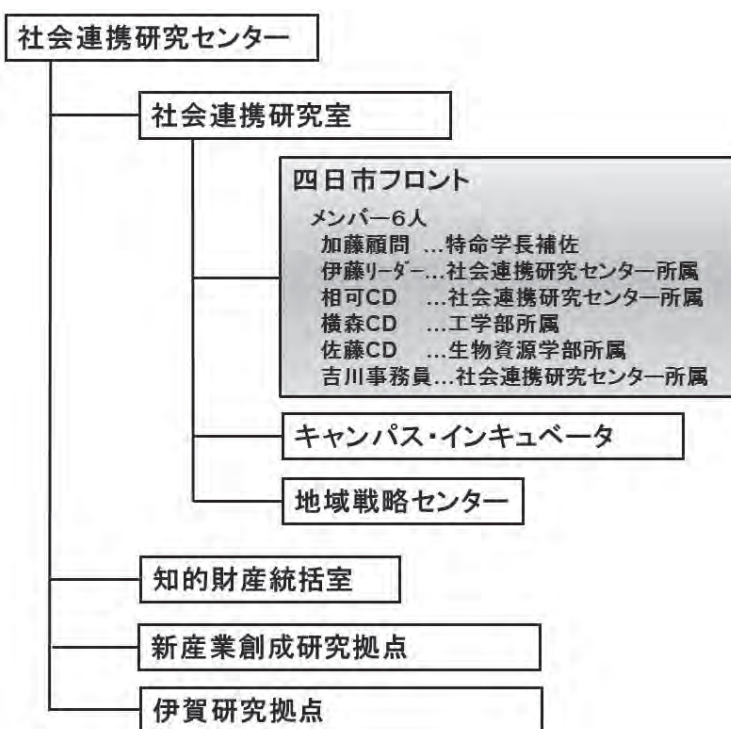 社会連携研究センター
社会連携研究室
四日市フロント
メンバー6人
加藤顧問 …特命学長補佐
伊藤リーダー…社会連携研究センター所属
相可CD …社会連携研究センター所属
横森CD …工学部所属
佐藤CD …生物資源学部所属
吉川事務員…社会連携研究センター所属
キャンパス・インキュベータ
地域戦略センター
知的財産統括室
新産業創成研究拠点
伊賀研究拠点